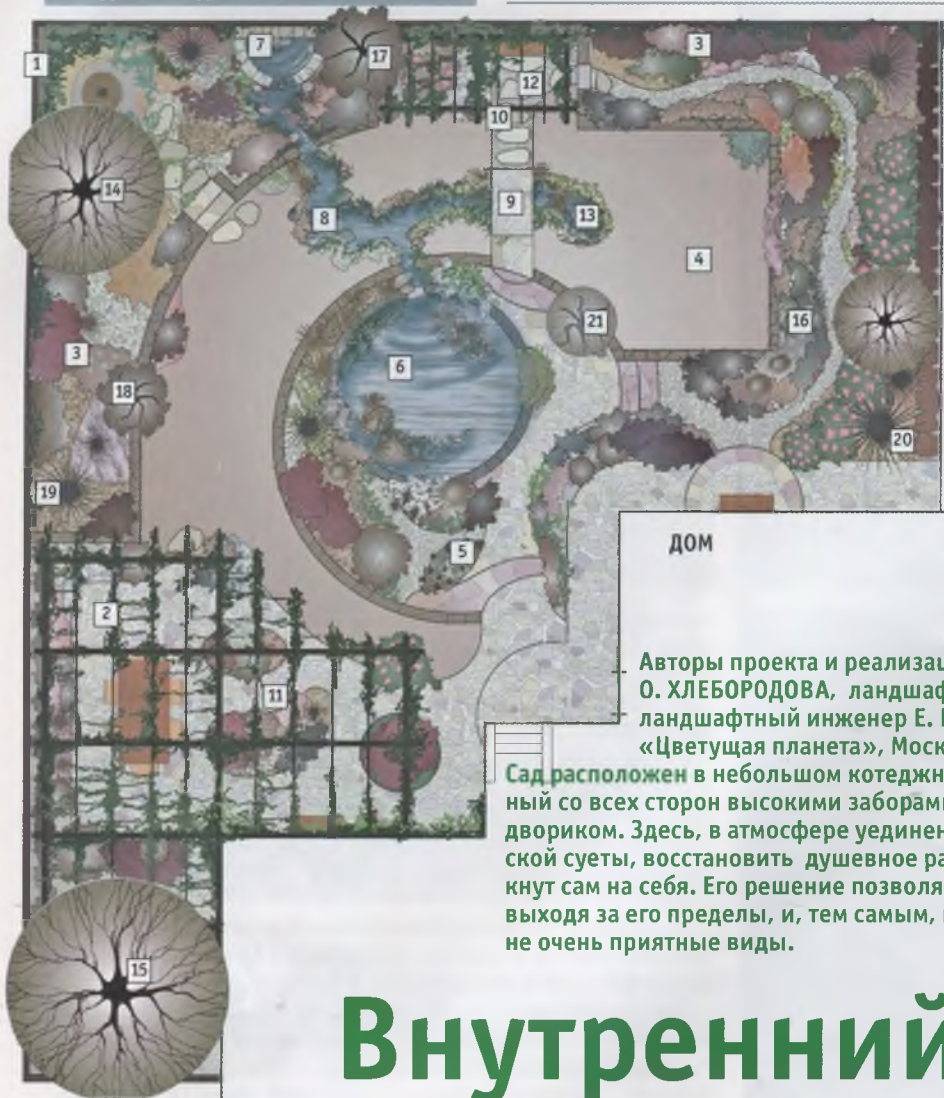 7
17
3
1
12
10
14
9
13
8
4
21
16
6
3
18
20
19
5
ДОМ
2
11
Авторы проекта и реализац
О. ХЛЕБОРОДОВА, ландшаф
ландшафтный инженер Е.
«Цветущая планета», Моск
Сад расположен в небольшом котеджн
ный со всех сторон высокими заборами
двориком. Здесь, в атмосфере уединен
ской суеты, восстановить душевное ра
кнут сам на себя. Его решение позволя
выходя за его пределы, и, тем самым,
не очень приятные виды.
15
Внутренний